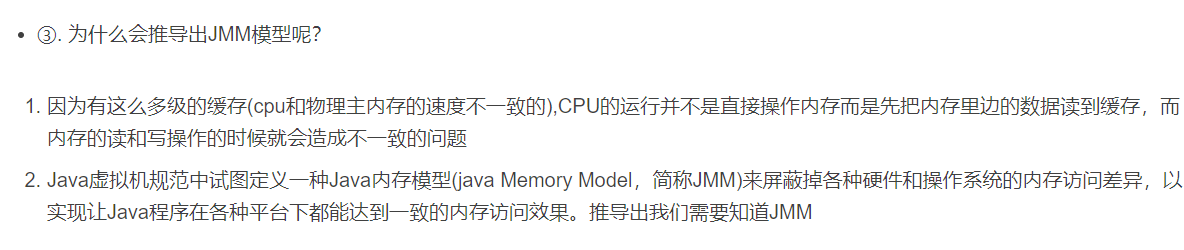 • ③. 为什么会推导出JMM模型呢?
1. 因为有这么多级的缓存(cpu和物理主内存的速度不一致的),CPU的运行并不是直接操作内存而是先把内存里边的数据读到缓存，而
内存的读和写操作的时候就会造成不一致的问题
2. Java虚拟机规范中试图定义一种Java内存模型(java Memory Model，简称JMM)来屏蔽掉各种硬件和操作系统的内存访问差异，以
实现让Java程序在各种平台下都能达到一致的内存访问效果。推导出我们需要知道JMM